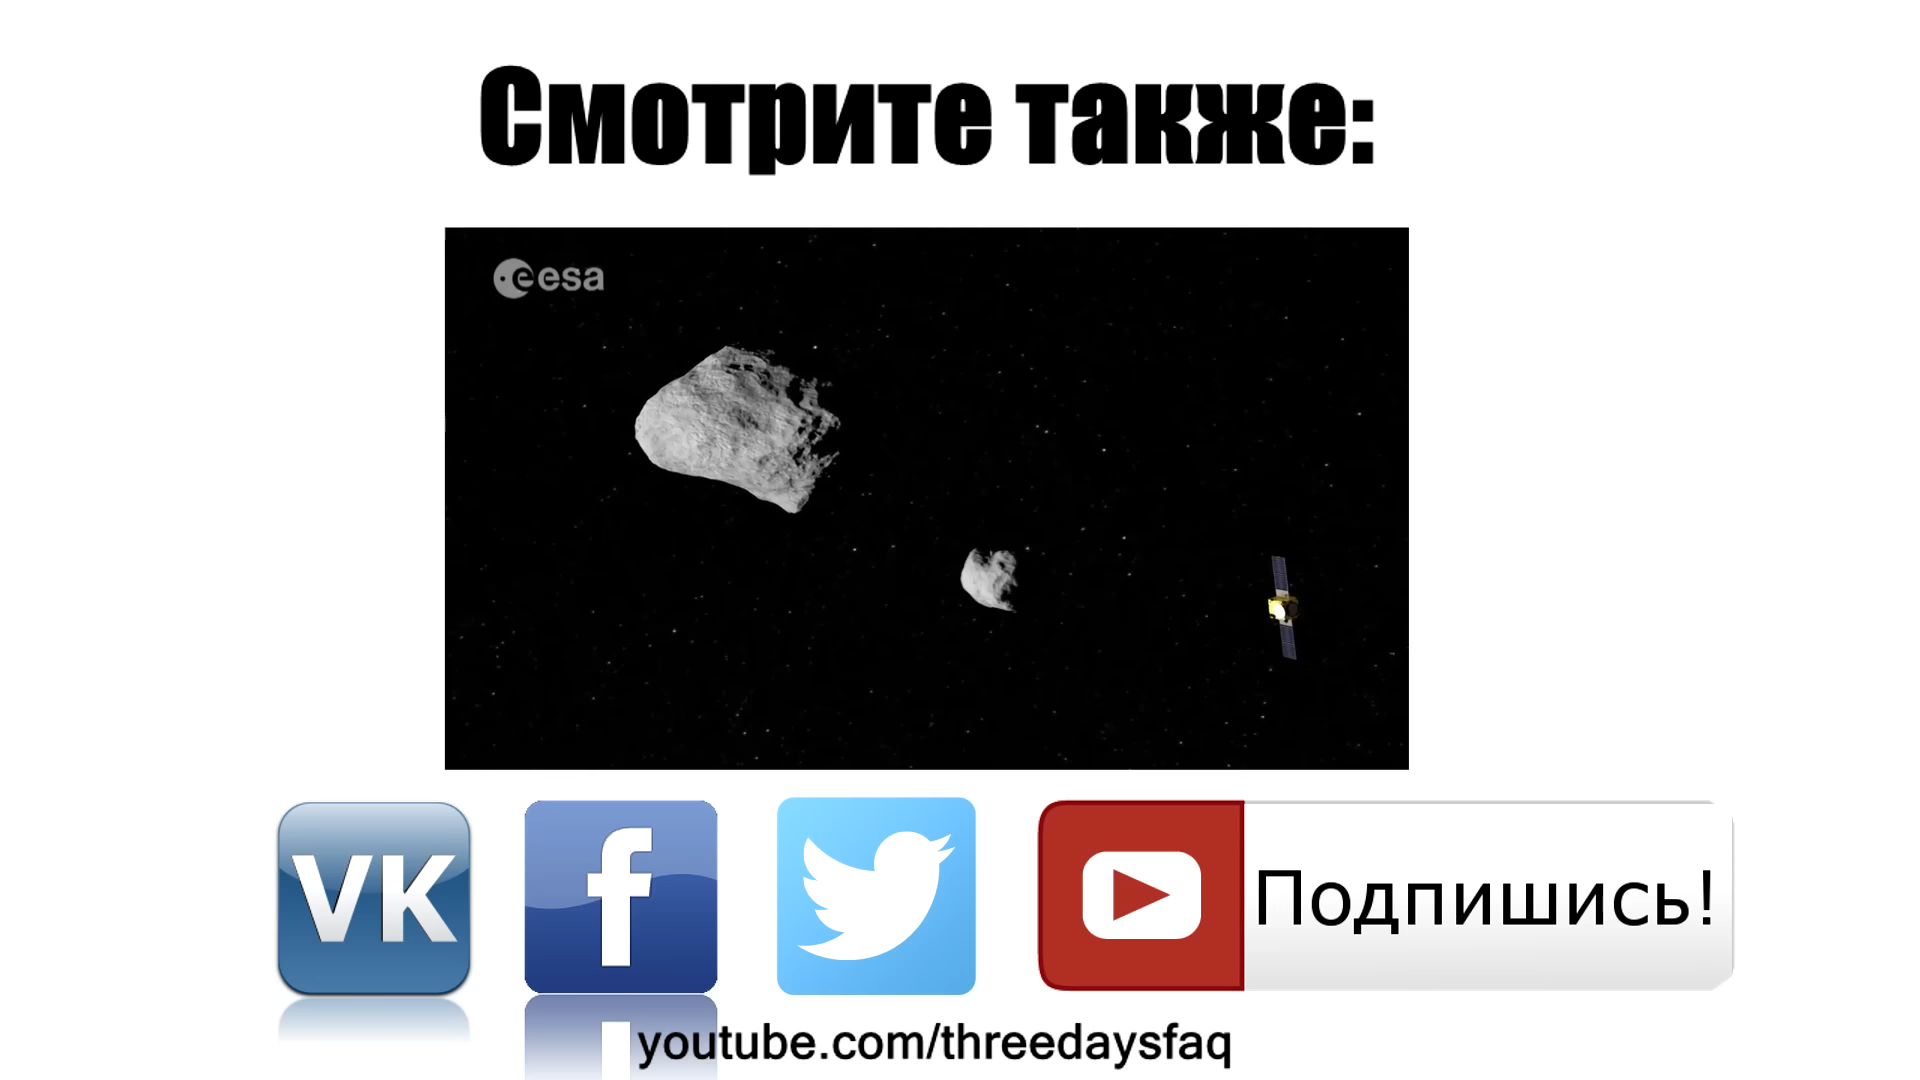 Смотрите также:
esa
VK
f
Подпишись!
youtube.com/threedaysfaq